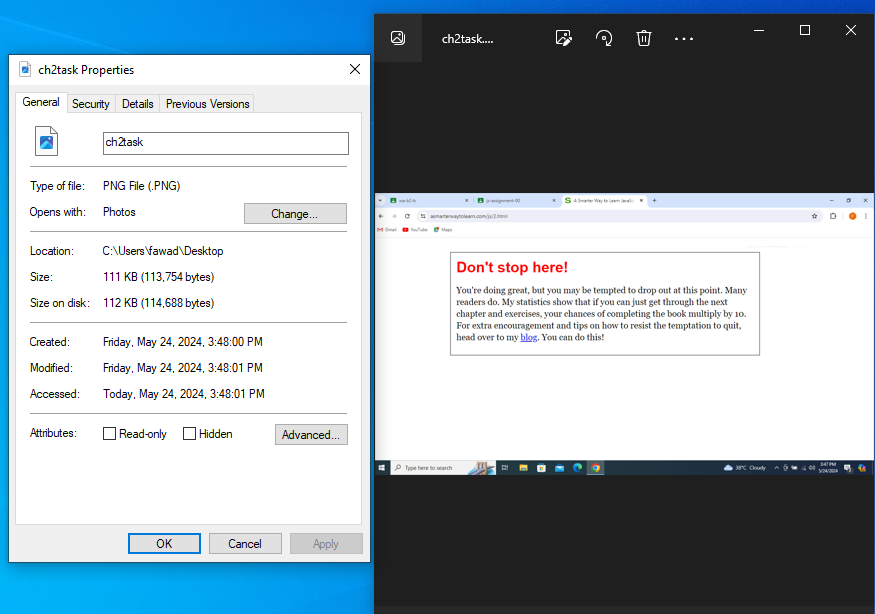 ch2task Properties
General
Security
Details
Previous Versions
ch2task
Type of file: PNG File (.PNG)
Opens with: Photos
Change...
Location: C:\Users\fawad\Desktop
Size: 111 KB (113,754 bytes)
Size on disk: 112 KB (114,688 bytes)
Created: Friday, May 24, 2024, 3:48:00 PM
Modified: Friday, May 24, 2024, 3:48:01 PM
Accessed: Today, May 24, 2024, 3:48:01 PM
Attributes: Read-only Hidden Advanced...
OK Cancel Apply
ch2task....
js-assignment-00
A Smarter Way to Learn JavaSc
asmarterwaytolearn.com/js/2.html
Gmail YouTube Maps
Don't stop here!
You're doing great, but you may be tempted to drop out at this point. Many
readers do. My statistics show that if you can just get through the next
chapter and exercises, your chances of completing the book multiply by 10.
For extra encouragement and tips on how to resist the temptation to quit,
head over to my blog. You can do this!
Type here to search
38°C Cloudy
3:47 PM
5/24/2024